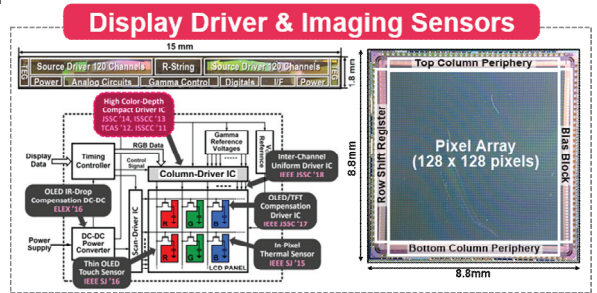 Display Driver & Imaging Sensors
15 mm
Source Driver 120 Channels
R-String
Source Driver 120 Channels
Power
Analog Circuits
Gamma Control
Digitals
I/F
Power
1.8 mm
High Color-Depth
Compact Driver IC
JSSC '14, ISSCC '13
TCAS '12, ISSCC '11
RGB Data
Gamma
Reference
Voltages
Reference
Display
Data
Timing
Controller
Control
Signal
Column-Driver IC
Inter-Channel
Uniform Driver IC
IEEE JSSC '18
OLED IR-Drop
Compensation DC-DC
ELEX '16
Scan-Driver IC
R
G
B
OLED/TFT
Compensation
Driver IC
IEEE JSSC '17
Power
Supply
DC-DC
Power
Converter
R
G
B
In-Pixel
Thermal Sensor
IEEE SJ '15
Thin OLED
Touch Sensor
IEEE SJ '16
LCD PANEL
Top Column Periphery
8.8mm
Row Shift Register
Pixel Array
(128 x 128 pixels)
Bias Block
Bottom Column Periphery
8.8mm